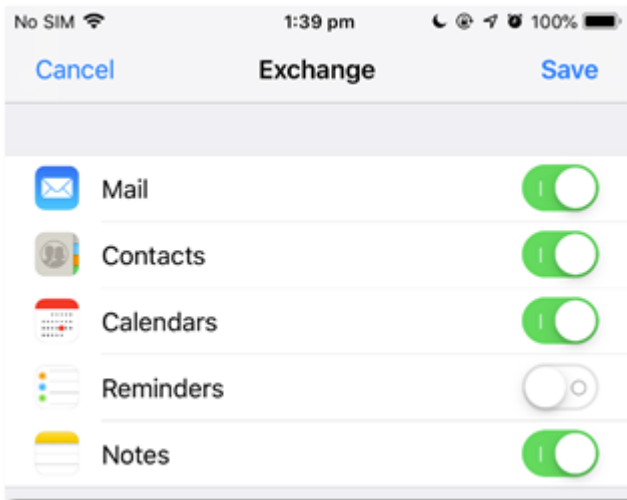 No SIM 1:39 pm 100%
Cancel Exchange Save
Mail
Contacts
Calendars
Reminders
Notes